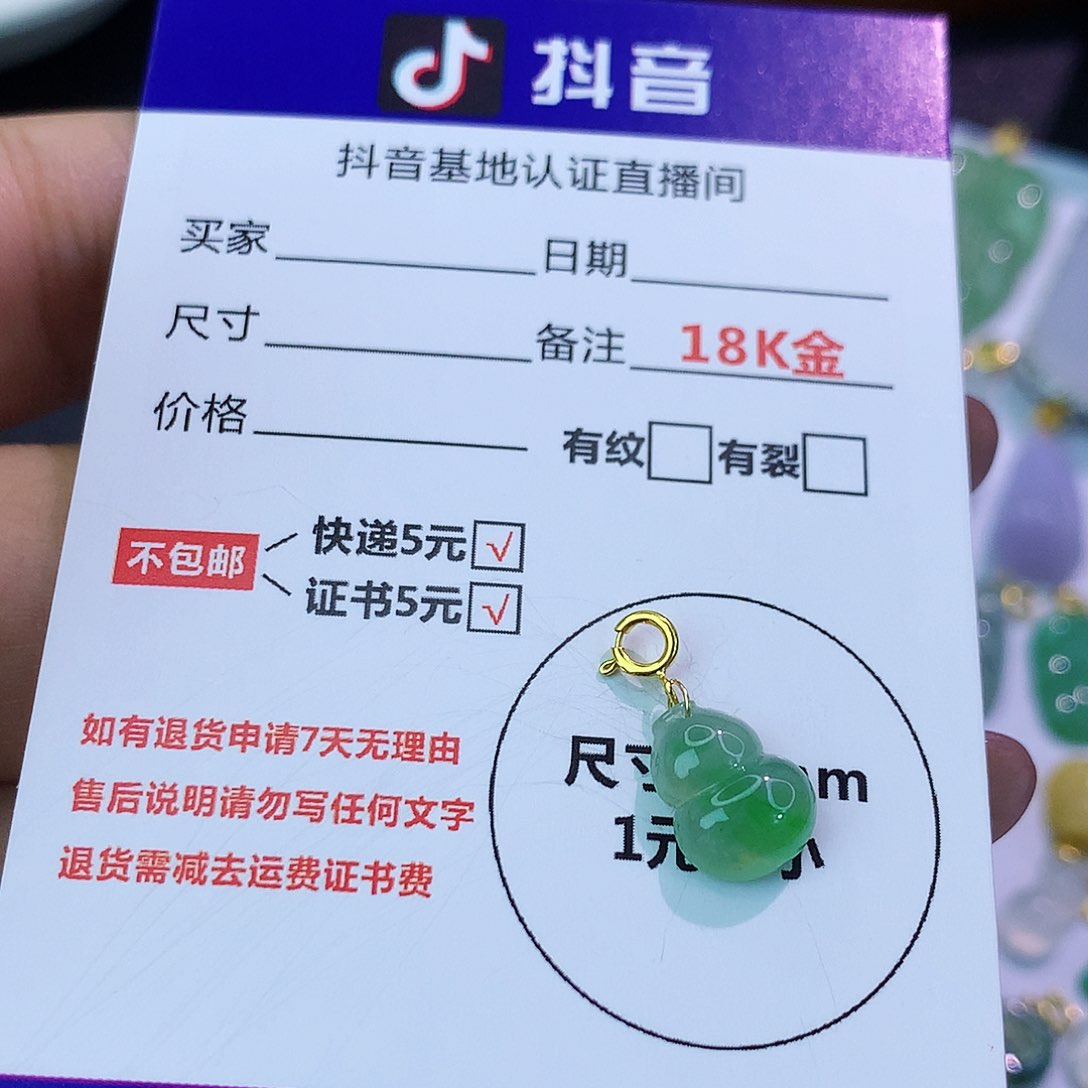 抖音
抖音基地认证直播间
买家 日期
尺寸 备注 18K金
价格 有纹 有裂
不包邮 快递5元 √
证书5元 √
如有退货申请7天无理由
售后说明请勿写任何文字
退货需减去运费证书费
尺寸 m
1元